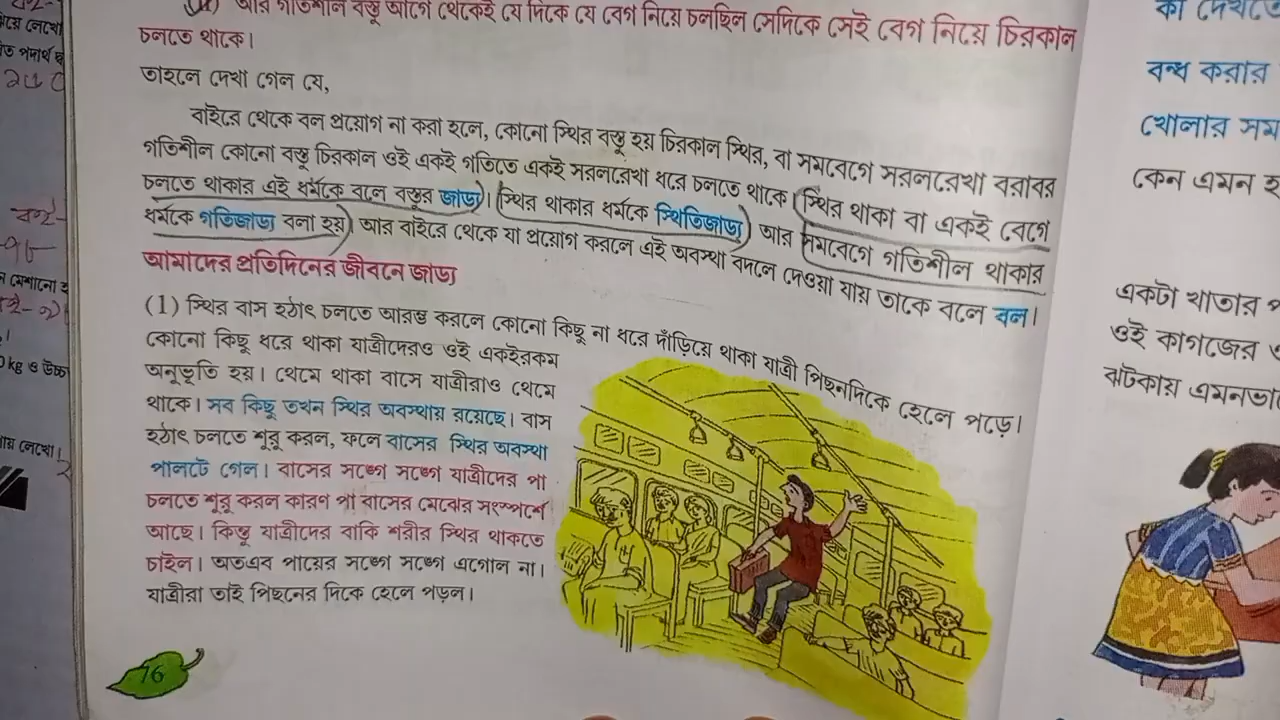 আর গতিশীল বস্তু আগে থেকেই যে দিকে যে বেগ নিয়ে চলছিল সেদিকে সেই বেগ নিয়ে চিরকাল
চলতে থাকে।
তাহলে দেখা গেল যে,
বাইরে থেকে বল প্রয়োগ না করা হলে, কোনো স্থির বস্তু হয় চিরকাল স্থির, বা সমবেগে সরলরেখা বরাবর
গতিশীল কোনো বস্তু চিরকাল ওই একই গতিতে একই সরলরেখা ধরে চলতে থাকে। স্থির থাকা বা একই বেগে
চলতে থাকার এই ধর্মকে বলে বস্তুর জাড্য। স্থির থাকার ধর্মকে স্থিতিজাড্য আর সমবেগে গতিশীল থাকার
ধর্মকে গতিজাড্য বলা হয়। আর বাইরে থেকে যা প্রয়োগ করলে এই অবস্থা বদলে দেওয়া যায় তাকে বলে বল।
আমাদের প্রতিদিনের জীবনে জাড্য
(1) স্থির বাস হঠাৎ চলতে আরম্ভ করলে কোনো কিছু না ধরে দাঁড়িয়ে থাকা যাত্রী পিছনদিকে হেলে পড়ে।
কোনো কিছু ধরে থাকা যাত্রীদেরও ওই একইরকম
অনুভূতি হয়। থেমে থাকা বাসে যাত্রীরাও থেমে
থাকে। সব কিছু তখন স্থির অবস্থায় রয়েছে। বাস
হঠাৎ চলতে শুরু করল, ফলে বাসের স্থির অবস্থা
পালটে গেল। বাসের সঙ্গে সঙ্গে যাত্রীদের পা
চলতে শুরু করল কারণ পা বাসের মেঝের সংস্পর্শে
আছে। কিন্তু যাত্রীদের বাকি শরীর স্থির থাকতে
চাইল। অতএব পায়ের সঙ্গে সঙ্গে এগোল না।
যাত্রীরা তাই পিছনের দিকে হেলে পড়ল।
76
বন্ধ করার
খোলার সম
কেন এমন হ
একটা খাতার প
ওই কাগজের ও
ঝটকায় এমনভা